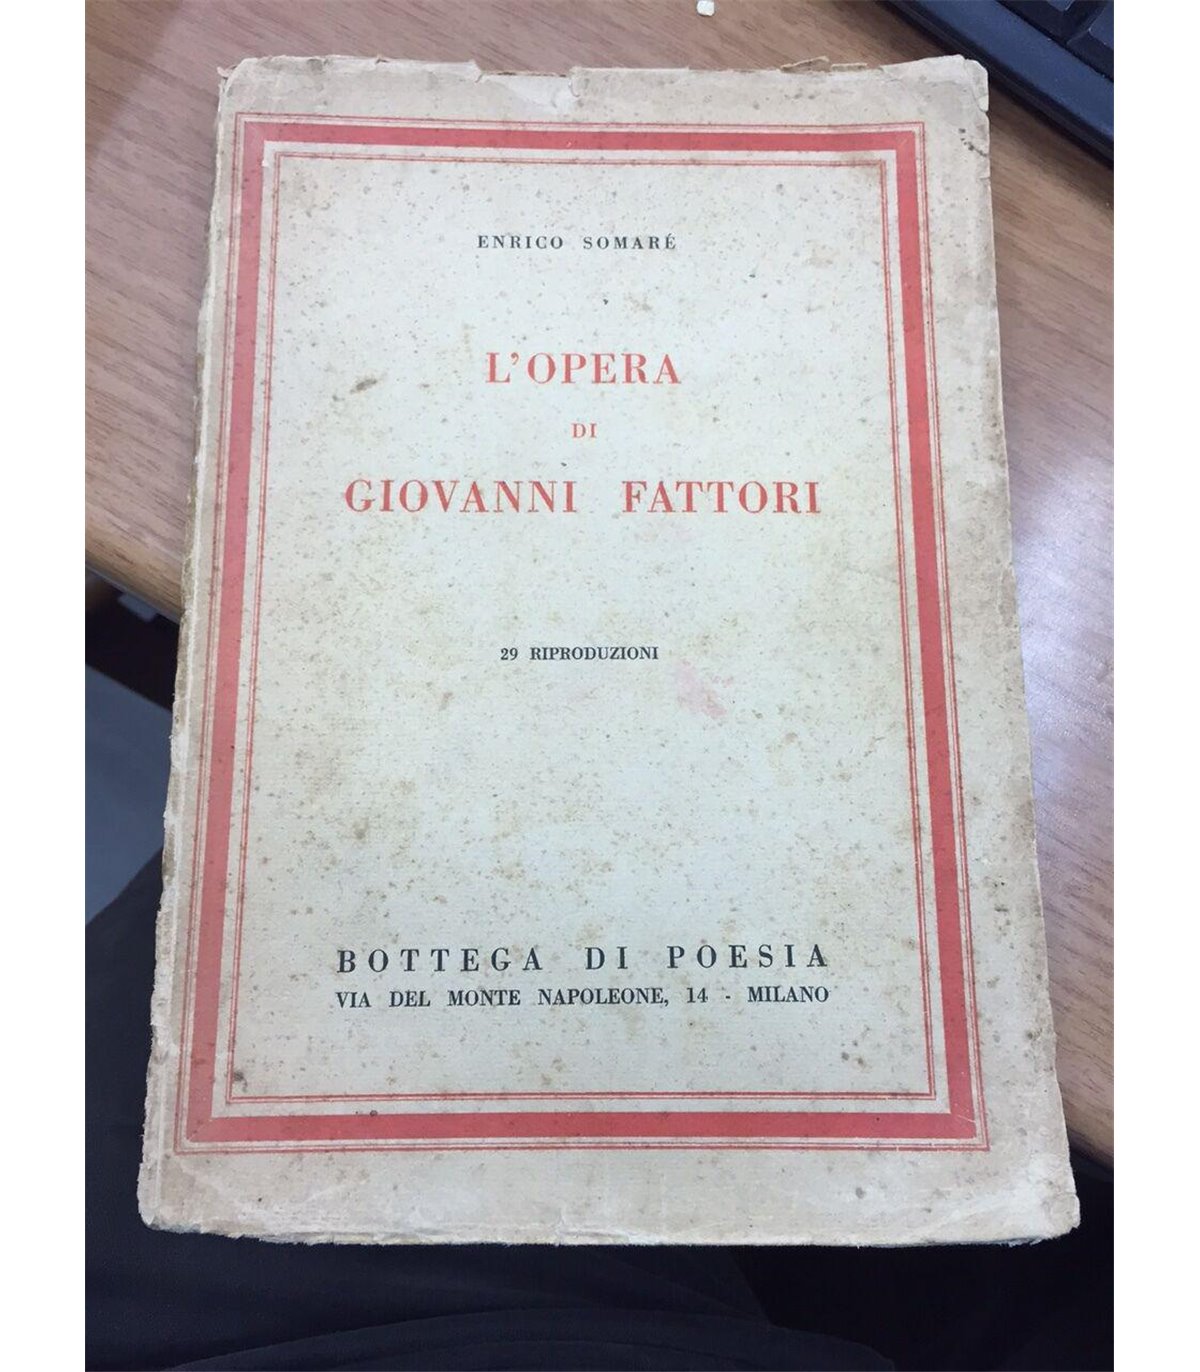 ENRICO SOMARÉ
L'OPERA
DI
GIOVANNI FATTORI
29 RIPRODUZIONI
BOTTEGA DI POESIA
VIA DEL MONTE NAPOLEONE, 14 - MILANO